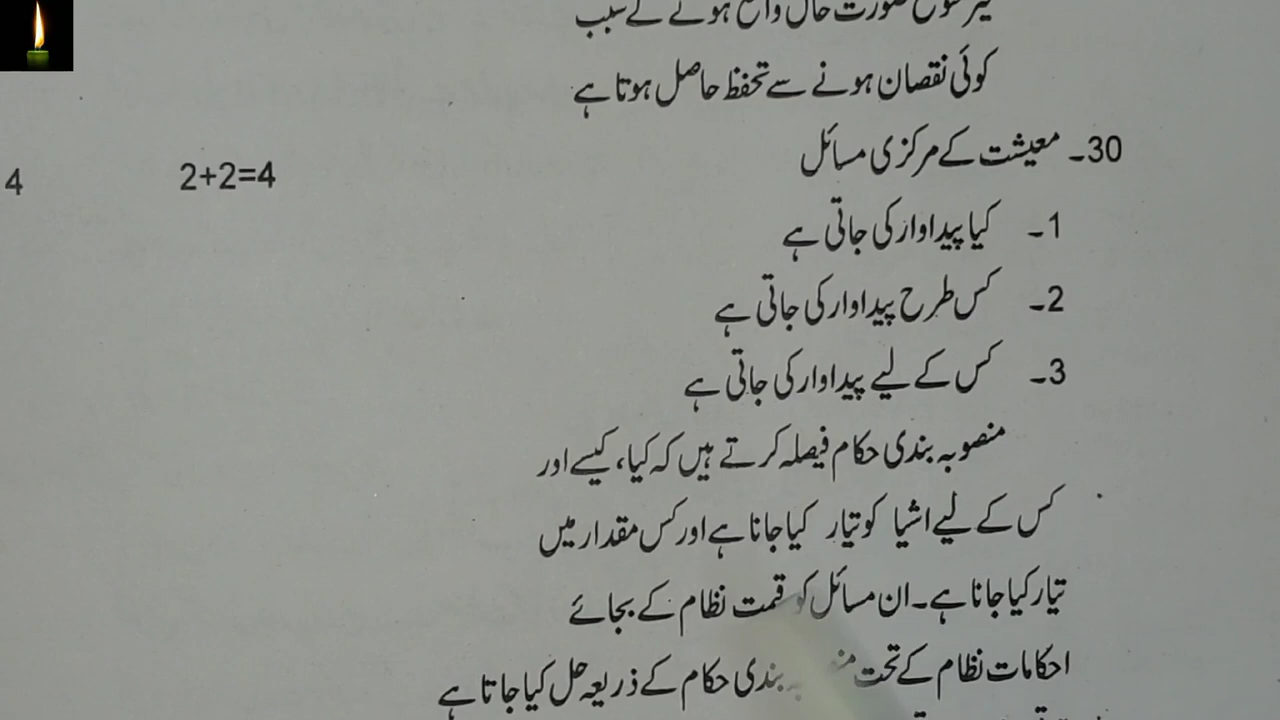 کوئی نقصان ہونے سے تحفظ حاصل ہوتا ہے
30۔ معیشت کے مرکزی مسائل 2+2=4 4
1۔ کیا پیداوار کی جاتی ہے
2۔ کس طرح پیداوار کی جاتی ہے
3۔ کس کے لیے پیداوار کی جاتی ہے
منصوبہ بندی حکام فیصلہ کرتے ہیں کہ کیا، کیسے اور
کس کے لیے اشیا کو تیار کیا جانا ہے اور کس مقدار میں
تیار کیا جانا ہے۔ ان مسائل کو قمت نظام کے بجائے
احکامات نظام کے تحت بندی حکام کے ذریعہ حل کیا جاتا ہے